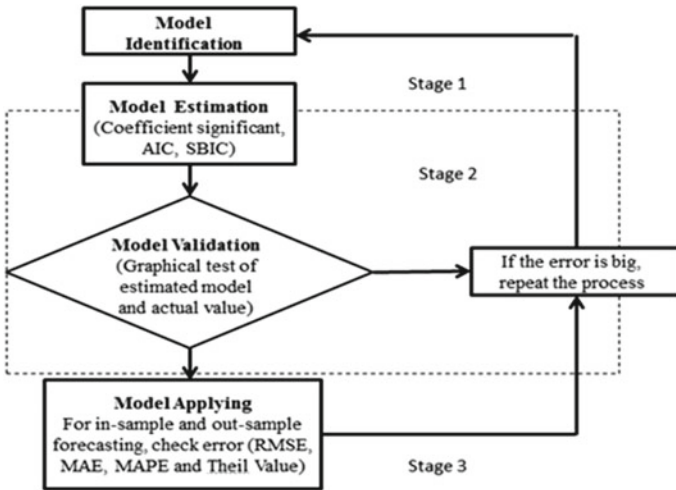 Model
Identification
Stage 1
Model Estimation
(Coefficient significant,
AIC, SBIC)
Stage 2
Model Validation
(Graphical test of
estimated model
and actual value)
If the error is big,
repeat the process
Model Applying
For in-sample and out-sample
forecasting, check error (RMSE,
MAE, MAPE and Theil Value)
Stage 3